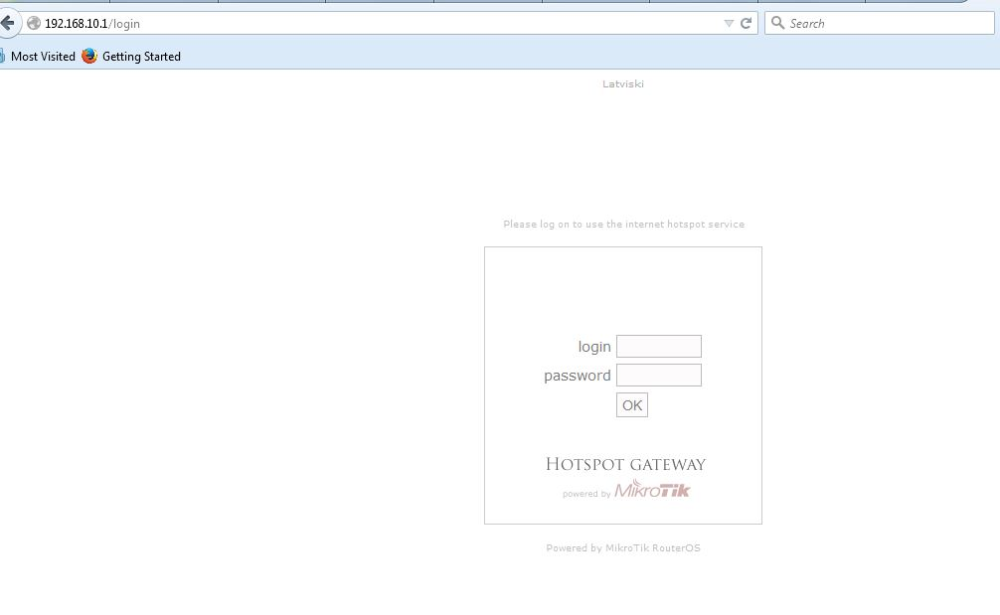 192.168.10.1/login
Search
Most Visited
Getting Started
Latviski
Please log on to use the internet hotspot service
login
password
OK
HOTSPOT GATEWAY
powered by MikroTik
Powered by MikroTik RouterOS